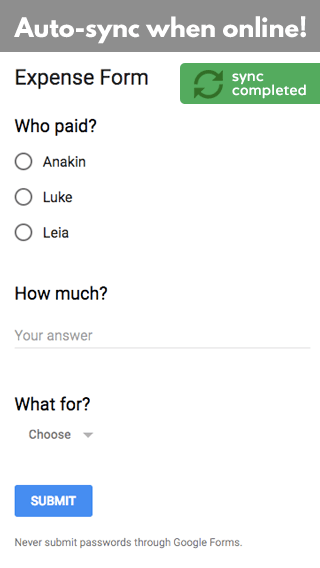 Auto-sync when online!
Expense Form
sync
completed
Who paid?
Anakin
Luke
Leia
How much?
Your answer
What for?
Choose
SUBMIT
Never submit passwords through Google Forms.